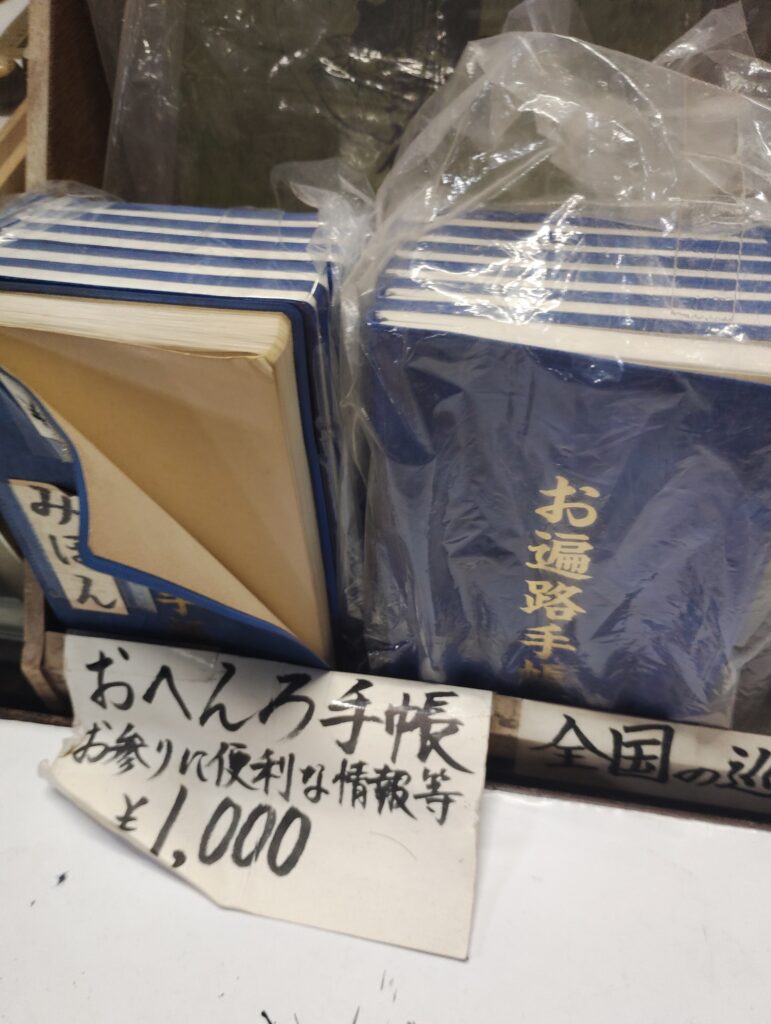 みほん
お遍路手帳
おへんろ手帳
お参りに便利な情報等
¥1,000
全国の巡